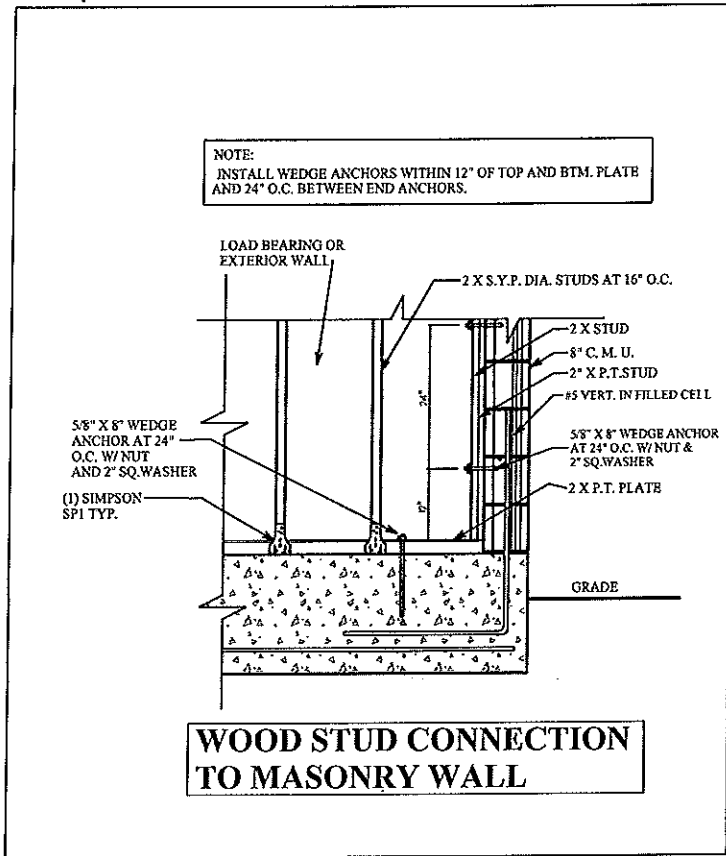 NOTE:
INSTALL WEDGE ANCHORS WITHIN 12" OF TOP AND BTM. PLATE
AND 24" O.C. BETWEEN END ANCHORS.
LOAD BEARING OR
EXTERIOR WALL
2 X S.Y.P. DIA. STUDS AT 16" O.C.
2 X STUD
8" C. M. U.
2" X P.T.STUD
#5 VERT. IN FILLED CELL
24"
5/8" X 8" WEDGE
ANCHOR AT 24"
O.C. W/ NUT
AND 2" SQ.WASHER
5/8" X 8" WEDGE ANCHOR
AT 24" O.C. W/ NUT &
2" SQ.WASHER
(1) SIMPSON
SP1 TYP.
12"
2 X P.T. PLATE
GRADE
WOOD STUD CONNECTION
TO MASONRY WALL